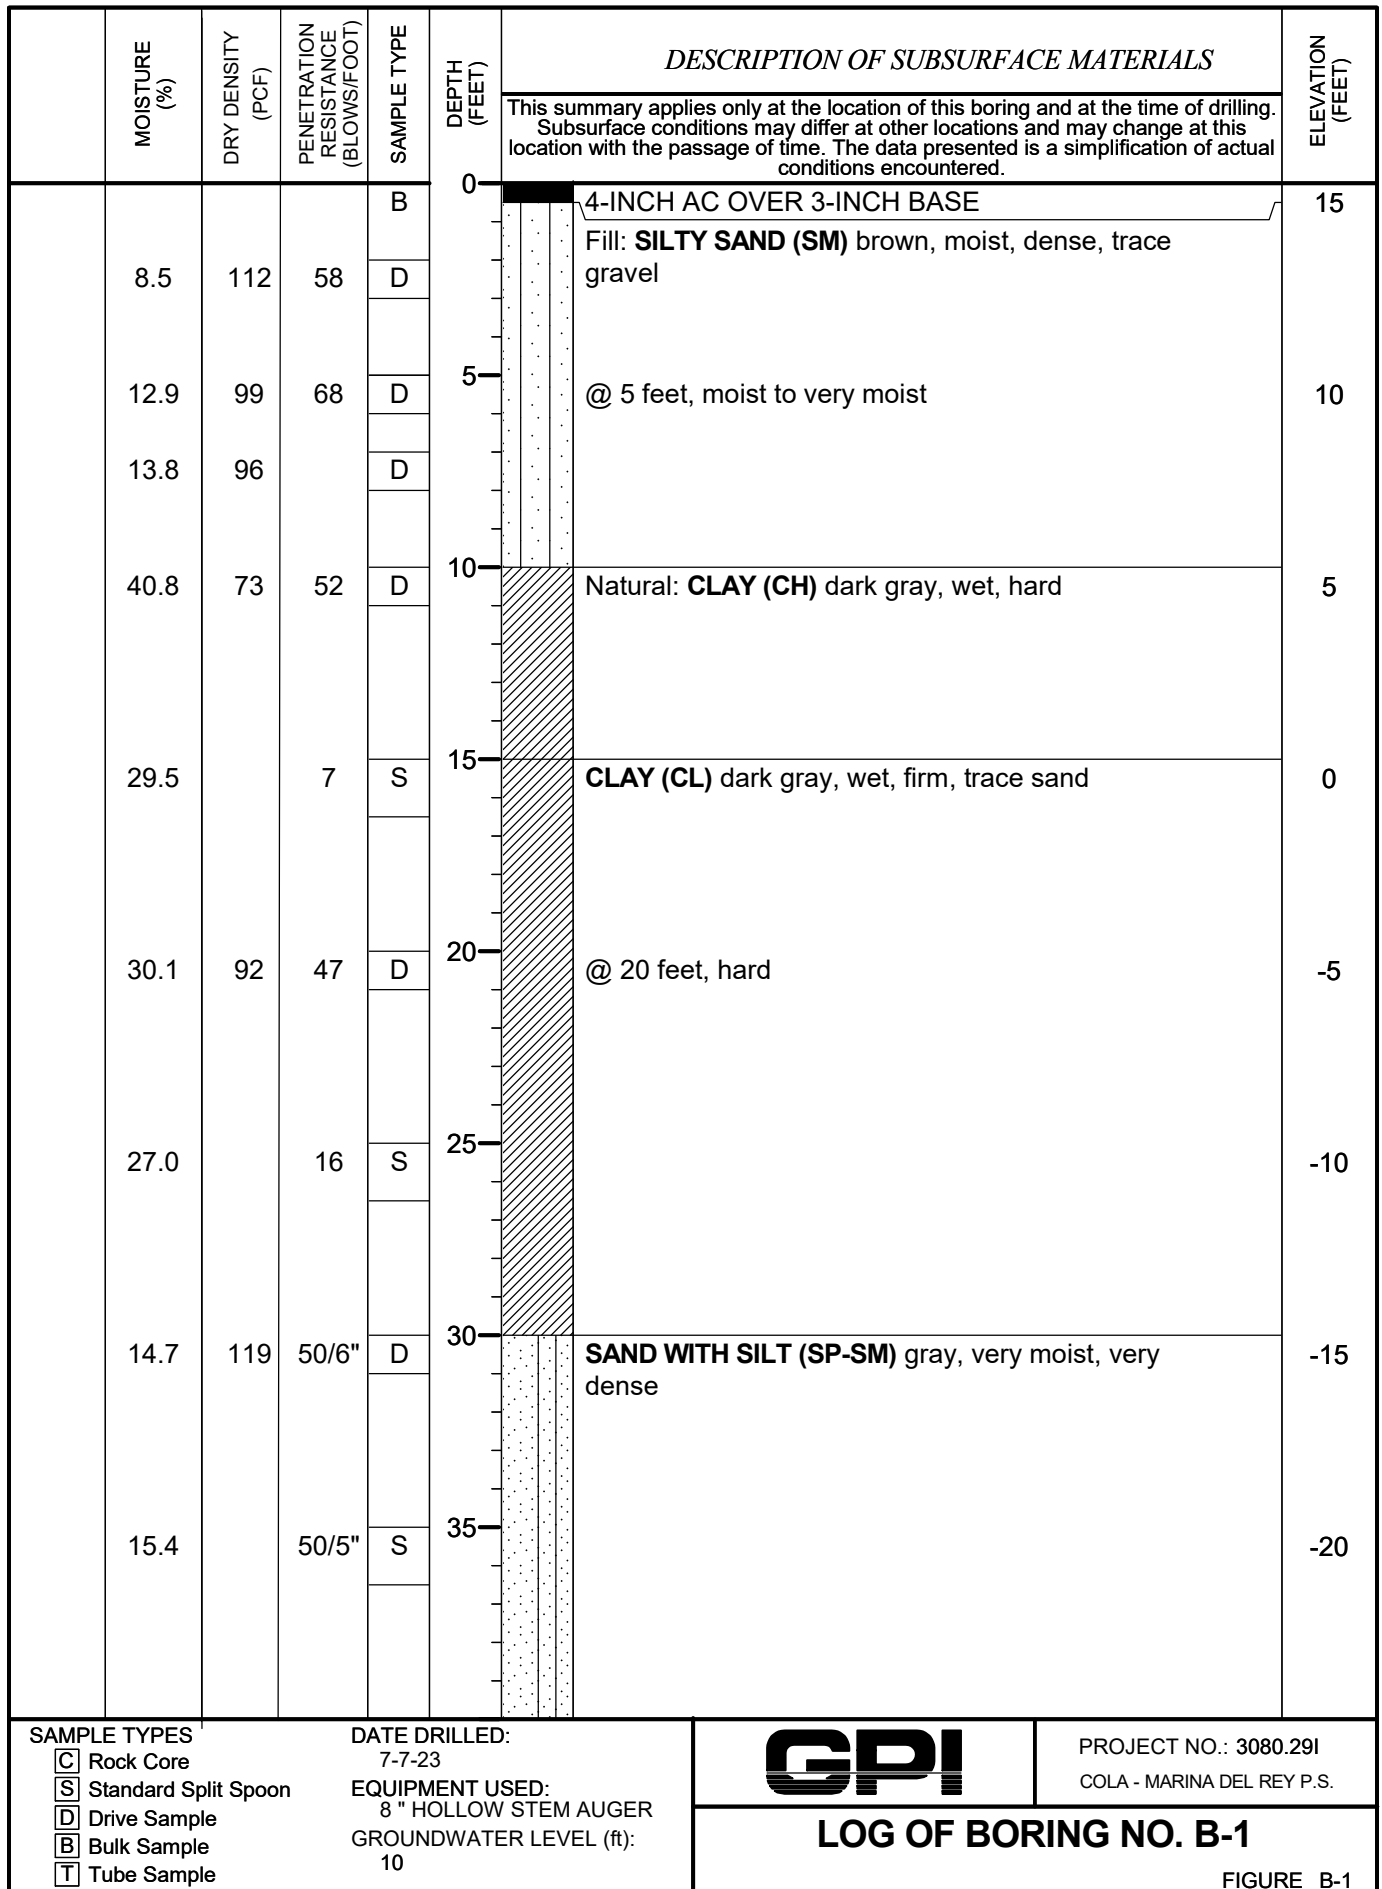 MOISTURE (%)
DRY DENSITY (PCF)
PENETRATION RESISTANCE (BLOWS/FOOT)
SAMPLE TYPE
DEPTH (FEET)
DESCRIPTION OF SUBSURFACE MATERIALS
This summary applies only at the location of this boring and at the time of drilling.
Subsurface conditions may differ at other locations and may change at this
location with the passage of time. The data presented is a simplification of actual
conditions encountered.
ELEVATION (FEET)
0
B 4-INCH AC OVER 3-INCH BASE 15
Fill: SILTY SAND (SM) brown, moist, dense, trace
8.5 112 58 D gravel
5
12.9 99 68 D @ 5 feet, moist to very moist 10
13.8 96 D
10
40.8 73 52 D Natural: CLAY (CH) dark gray, wet, hard 5
15
29.5 7 S CLAY (CL) dark gray, wet, firm, trace sand 0
20
30.1 92 47 D @ 20 feet, hard -5
25
27.0 16 S -10
30
14.7 119 50/6" D SAND WITH SILT (SP-SM) gray, very moist, very -15
dense
35
15.4 50/5" S -20
SAMPLE TYPES
C Rock Core
S Standard Split Spoon
D Drive Sample
B Bulk Sample
T Tube Sample
DATE DRILLED:
7-7-23
EQUIPMENT USED:
8 " HOLLOW STEM AUGER
GROUNDWATER LEVEL (ft):
10
GPI
PROJECT NO.: 3080.29I
COLA - MARINA DEL REY P.S.
LOG OF BORING NO. B-1
FIGURE B-1